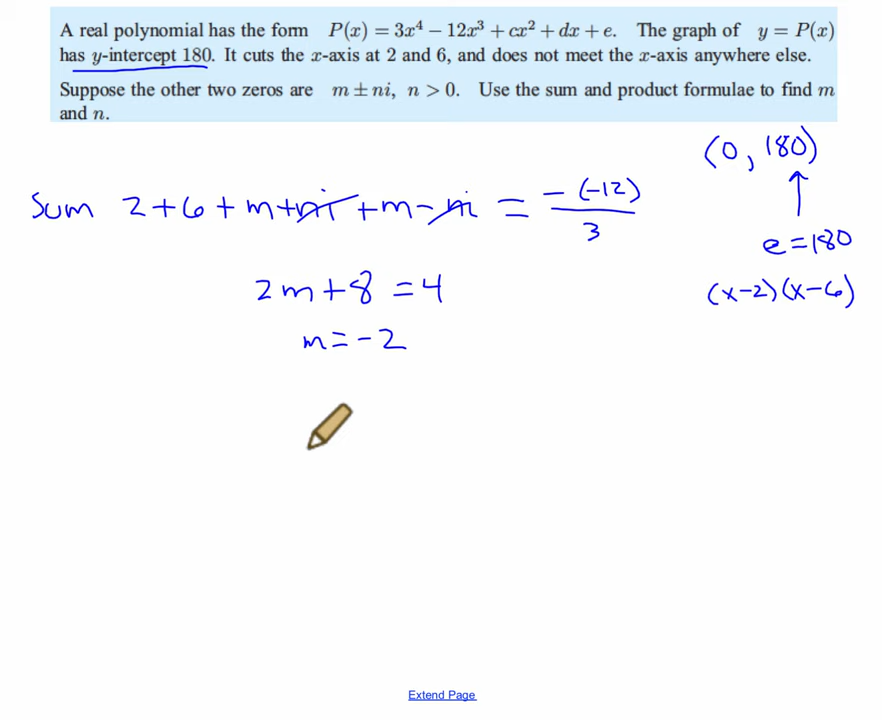 A real polynomial has the form P(x) = 3x⁴ − 12x³ + cx² + dx + e. The graph of y = P(x)
has y-intercept 180. It cuts the x-axis at 2 and 6, and does not meet the x-axis anywhere else.
Suppose the other two zeros are m ± ni, n > 0. Use the sum and product formulae to find m
and n.
(0, 180)
Sum 2+6+m+ni+m-ni = -(-12)/3
e=180
2m+8 =4
(x-2)(x-6)
m=-2
Extend Page